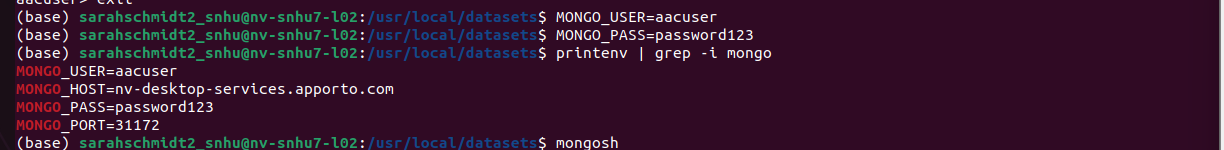 aacuser> exit
(base) sarahschmidt2_snhu@nv-snhu7-l02:/usr/local/datasets$ MONGO_USER=aacuser
(base) sarahschmidt2_snhu@nv-snhu7-l02:/usr/local/datasets$ MONGO_PASS=password123
(base) sarahschmidt2_snhu@nv-snhu7-l02:/usr/local/datasets$ printenv | grep -i mongo
MONGO_USER=aacuser
MONGO_HOST=nv-desktop-services.apporto.com
MONGO_PASS=password123
MONGO_PORT=31172
(base) sarahschmidt2_snhu@nv-snhu7-l02:/usr/local/datasets$ mongosh